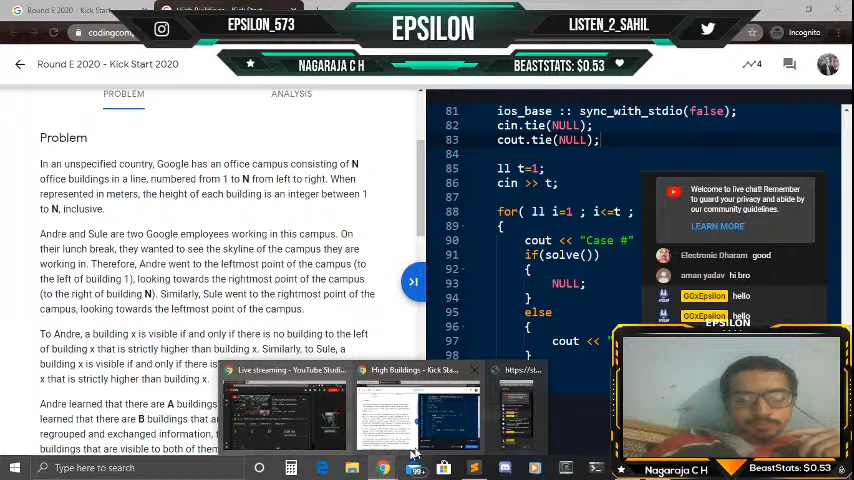 Round E 2020 - Kick Start
High Buildings - Kick Start
codingcom
Incognito
EPSILON_573
EPSILON
LISTEN_2_SAHIL
NAGARAJA C H
BEASTSTATS: $0.53
Round E 2020 - Kick Start 2020
4
PROBLEM
ANALYSIS
Problem
In an unspecified country, Google has an office campus consisting of N
office buildings in a line, numbered from 1 to N from left to right. When
represented in meters, the height of each building is an integer between 1
to N, inclusive.
Andre and Sule are two Google employees working in this campus. On
their lunch break, they wanted to see the skyline of the campus they are
working in. Therefore, Andre went to the leftmost point of the campus (to
the left of building 1), looking towards the rightmost point of the campus
(to the right of building N). Similarly, Sule went to the rightmost point of the
campus, looking towards the leftmost point of the campus.
To Andre, a building x is visible if and only if there is no building to the left
of building x that is strictly higher than building x. Similarly, to Sule, a
building x is visible if and only if there is
x that is strictly higher than building x.
Andre learned that there are A buildings
learned that there are B buildings that
regrouped and exchanged information, t
buildings that are visible to both of them
81 ios_base :: sync_with_stdio(false);
82 cin.tie(NULL);
83 cout.tie(NULL);
84
85 ll t=1;
86 cin >> t;
87
88 for( ll i=1 ; i<=t ;
89 {
90 cout << "Case #"
91 if(solve())
92 {
93 NULL;
94 }
95 else
96 {
97 cout << "
98 }
Welcome to live chat! Remember
to guard your privacy and abide by
our community guidelines.
LEARN MORE
Electronic Dharam good
aman yadav hi bro
GGxEpsilon hello
GGxEpsilon hello
EPSILON
Live streaming - YouTube Studi...
High Buildings - Kick Sta...
https://st...
Type here to search
99+
Nagaraja C H
BeastStats: $0.53